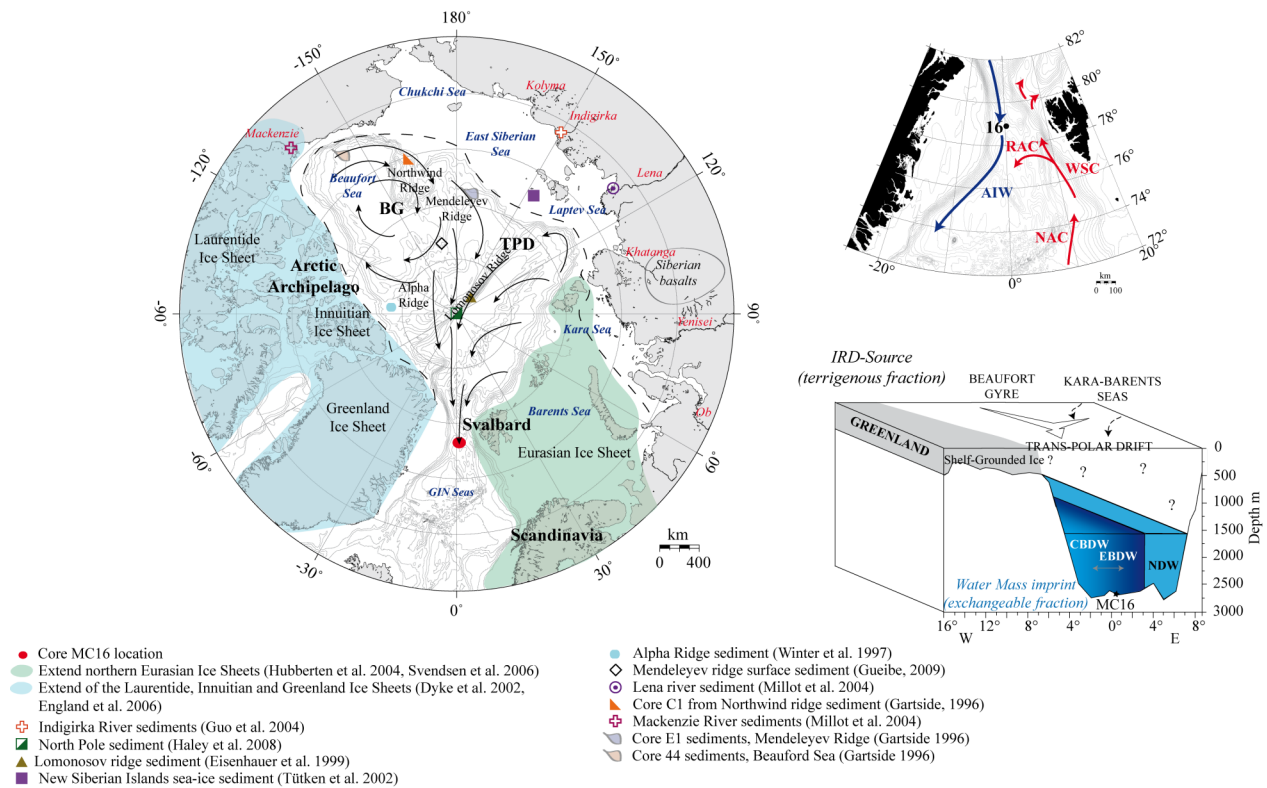 180°
-150°
150°
Chukchi Sea
Kolyma
Indigirka
Mackenzie
East Siberian
Sea
-120°
120°
Northwind
Ridge
Beaufort
Sea
Lena
Mendeleyev
Ridge
BG
Laptev Sea
TPD
Laurentide
Ice Sheet
Khatanga
Siberian
basalts
Arctic
Archipelago
Lomonosov Ridge
Alpha
Ridge
-90°
90°
Innuitian
Ice Sheet
Yenisei
Kara Sea
Greenland
Ice Sheet
Barents Sea
Ob
Svalbard
Eurasian Ice Sheet
-60°
60°
GIN Seas
Scandinavia
km
0 400
-30°
30°
0°
82°
80°
78°
76°
74°
72°
20°
16
RAC
WSC
AIW
NAC
-20°
0°
km
0 100
IRD-Source
(terrigenous fraction)
BEAUFORT
GYRE
KARA-BARENTS
SEAS
GREENLAND
TRANS-POLAR DRIFT
Shelf-Grounded Ice
?
?
?
?
0
500
1000
1500
2000
2500
3000
Depth m
CBDW
EBDW
NDW
Water Mass imprint
(exchangeable fraction)
MC16
16° 12° 8° 4° 0° 4° 8°
W E
Core MC16 location
Extend northern Eurasian Ice Sheets (Hubberten et al. 2004, Svendsen et al. 2006)
Extend of the Laurentide, Innuitian and Greenland Ice Sheets (Dyke et al. 2002,
England et al. 2006)
Indigirka River sediments (Guo et al. 2004)
North Pole sediment (Haley et al. 2008)
Lomonosov ridge sediment (Eisenhauer et al. 1999)
New Siberian Islands sea-ice sediment (Tütken et al. 2002)
Alpha Ridge sediment (Winter et al. 1997)
Mendeleyev ridge surface sediment (Gueibe, 2009)
Lena river sediment (Millot et al. 2004)
Core C1 from Northwind ridge sediment (Gartside, 1996)
Mackenzie River sediments (Millot et al. 2004)
Core E1 sediments, Mendeleyev Ridge (Gartside 1996)
Core 44 sediments, Beauford Sea (Gartside 1996)